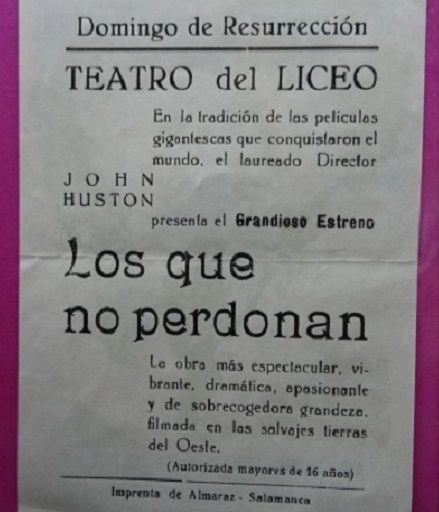 Domingo de Resurrección
TEATRO del LICEO
En la tradición de las películas
gigantescas que conquistaron el
mundo, el laureado Director
JOHN
HUSTON
presenta el Grandioso Estreno
Los que
no perdonan
La obra más espectacular, vi-
brante, dramática, apasionante
y de sobrecogedora grandeza,
filmada en las salvajes tierras
del Oeste.
(Autorizada mayores de 16 años)
Imprenta de Almaraz - Salamanca